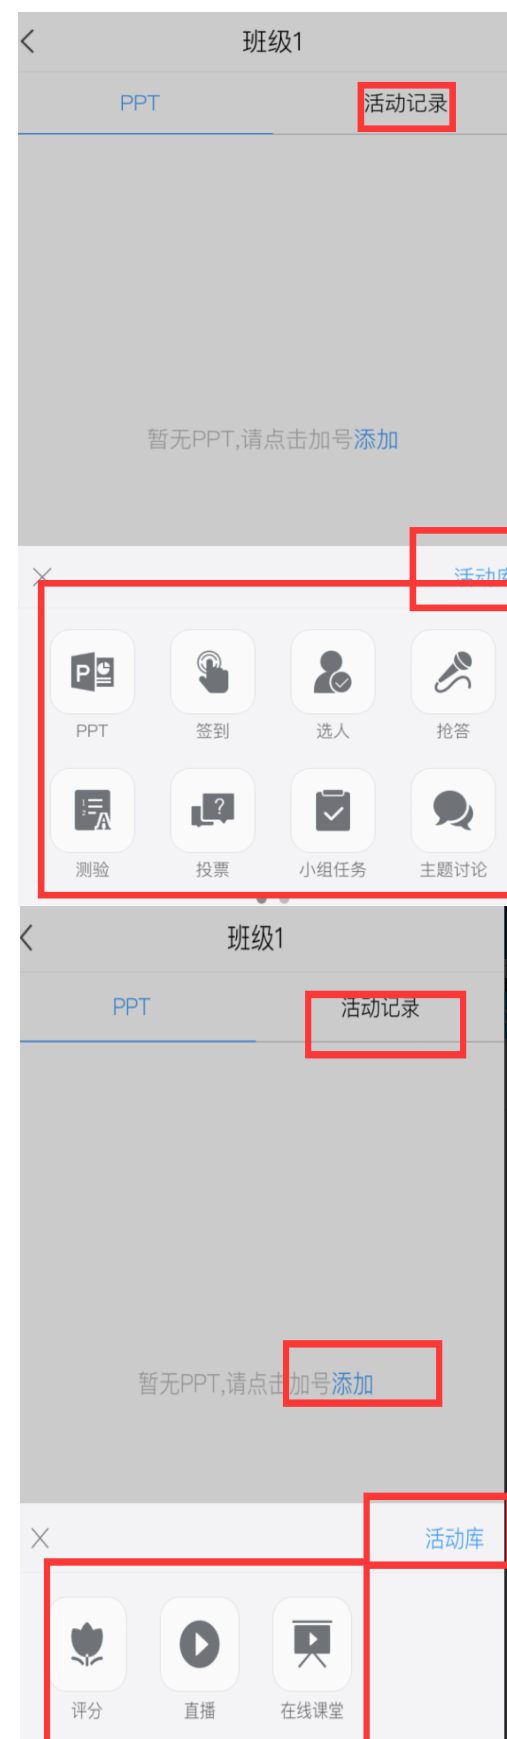 班级1
PPT 活动记录
暂无PPT,请点击加号添加
活动库
PPT 签到 选人 抢答
测验 投票 小组任务 主题讨论
班级1
PPT 活动记录
暂无PPT,请点击加号添加
活动库
评分 直播 在线课堂